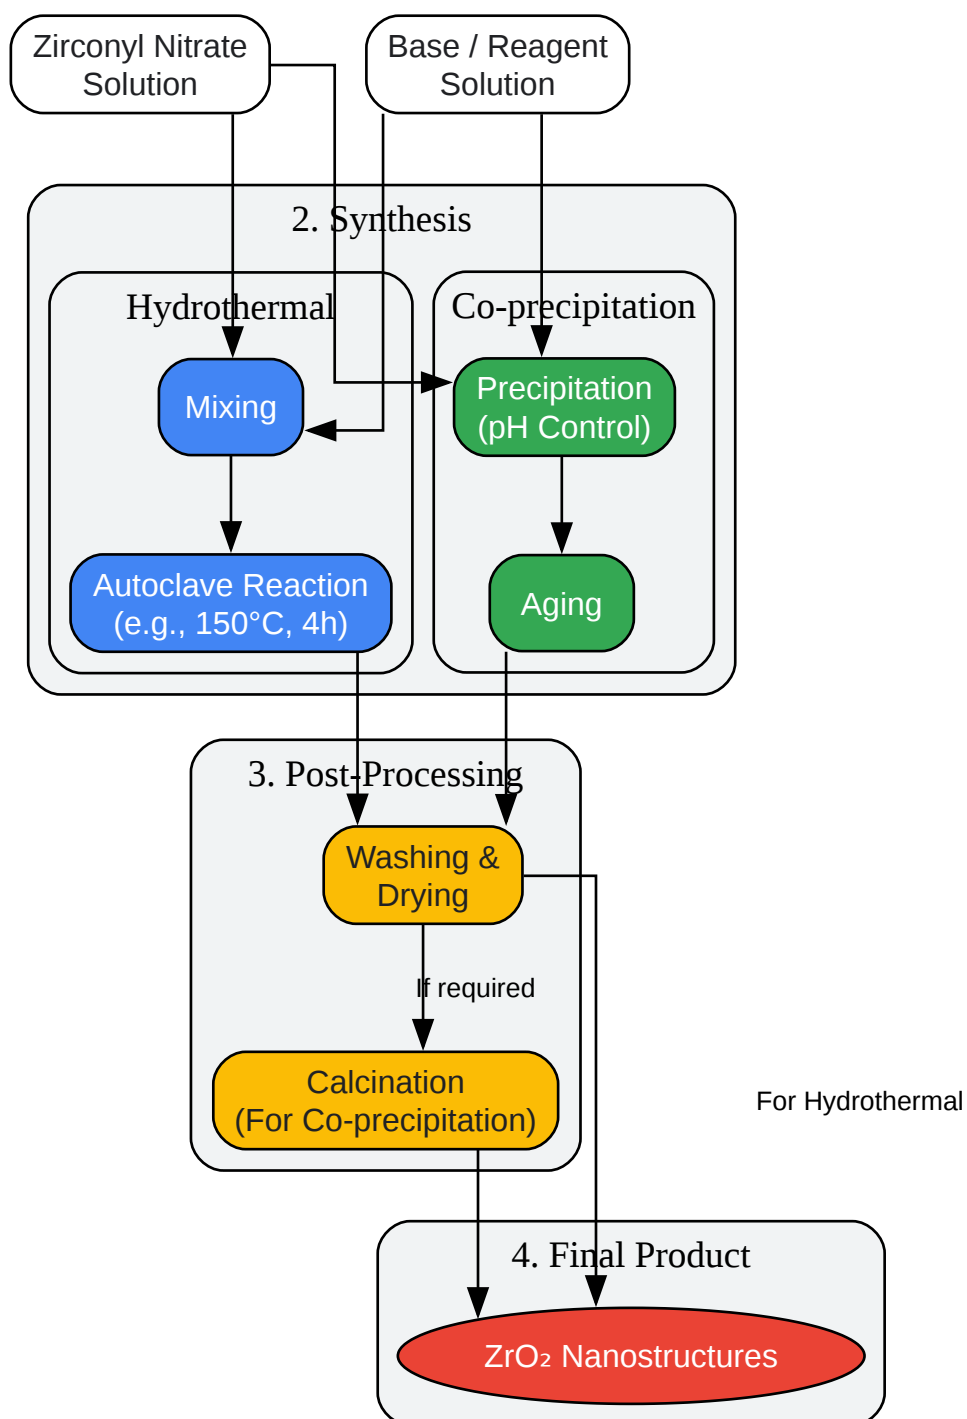 Zirconyl Nitrate
Solution
Base / Reagent
Solution
2. Synthesis
Hydrothermal
Co-precipitation
Mixing
Precipitation
(pH Control)
Autoclave Reaction
(e.g., 150°C, 4h)
Aging
3. Post-Processing
Washing &
Drying
If required
Calcination
(For Co-precipitation)
For Hydrothermal
4. Final Product
ZrO₂ Nanostructures